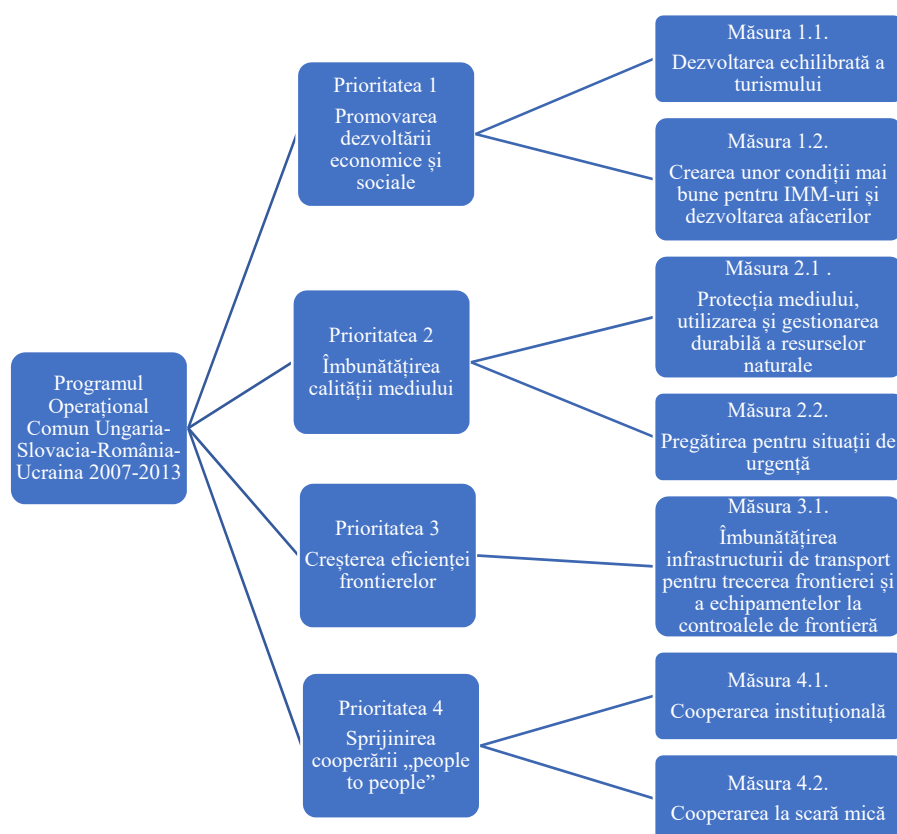 Programul
Operațional
Comun Ungaria-
Slovacia-România-
Ucraina 2007-2013
Prioritatea 1
Promovarea
dezvoltării
economice și
sociale
Măsura 1.1.
Dezvoltarea echilibrată a
turismului
Măsura 1.2.
Crearea unor condiții mai
bune pentru IMM-uri și
dezvoltarea afacerilor
Prioritatea 2
Îmbunătățirea
calității mediului
Măsura 2.1 .
Protecția mediului,
utilizarea și gestionarea
durabilă a resurselor
naturale
Măsura 2.2.
Pregătirea pentru situații de
urgență
Prioritatea 3
Creșterea eficienței
frontierelor
Măsura 3.1.
Îmbunătățirea
infrastructurii de transport
pentru trecerea frontierei și
a echipamentelor la
controalele de frontieră
Prioritatea 4
Sprijinirea
cooperării „people
to people”
Măsura 4.1.
Cooperarea instituțională
Măsura 4.2.
Cooperarea la scară mică